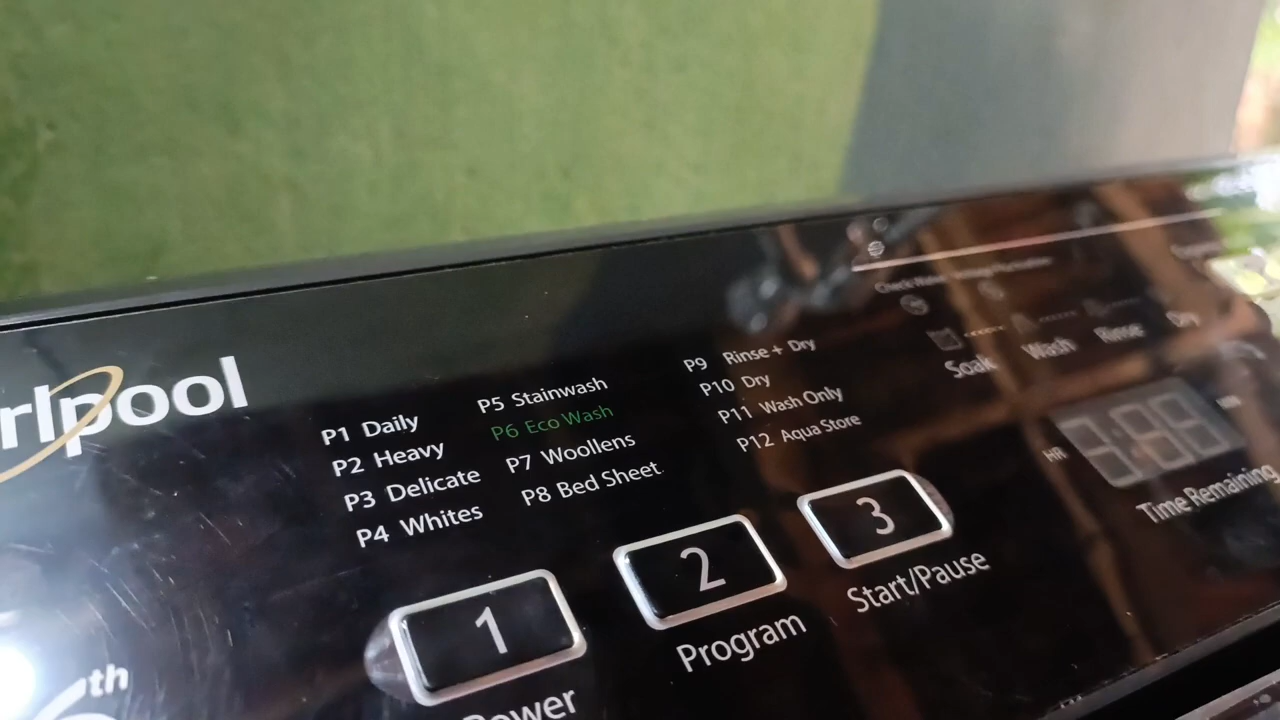 rlpool
P1 Daily
P2 Heavy
P3 Delicate
P4 Whites
P5 Stainwash
P6 Eco Wash
P7 Woollens
P8 Bed Sheet
P9 Rinse + Dry
P10 Dry
P11 Wash Only
P12 Aqua Store
Soak
Wash
Rinse
Dry
HR
Time Remaining
1
Power
2
Program
3
Start/Pause
6th